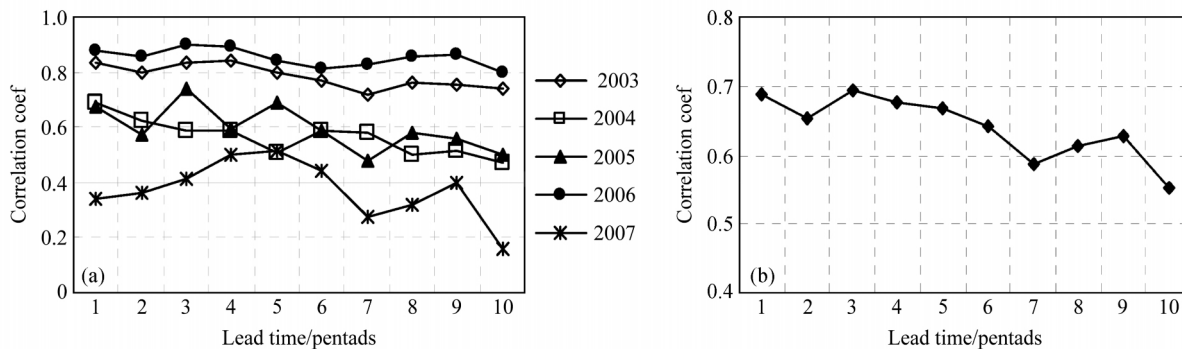 1.0
0.8
0.6
0.4
0.2
0
Correlation coef
(a)
1 2 3 4 5 6 7 8 9 10
Lead time/pentads
2003
2004
2005
2006
2007
0.8
0.7
0.6
0.5
0.4
Correlation coef
(b)
1 2 3 4 5 6 7 8 9 10
Lead time/pentads